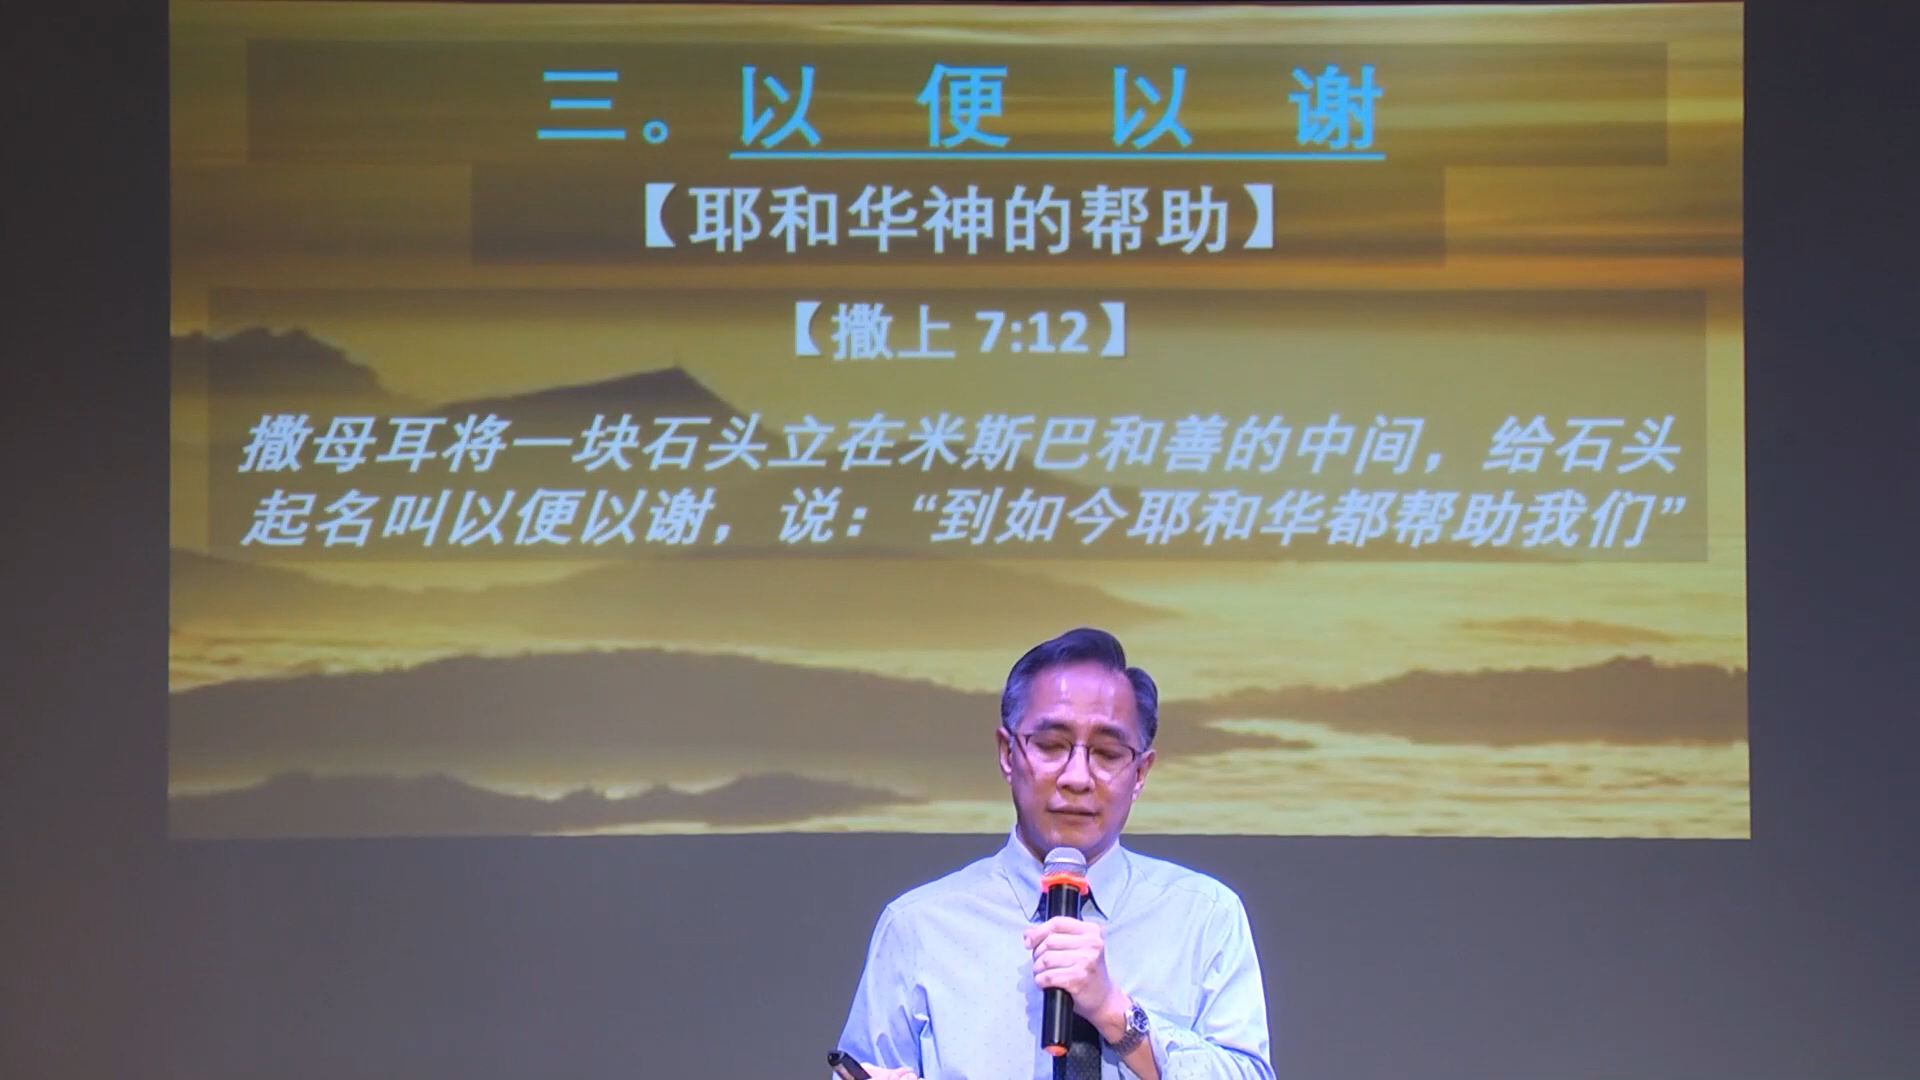 三。以 便 以 谢
【耶和华神的帮助】
【撒上 7:12】
撒母耳将一块石头立在米斯巴和善的中间，给石头
起名叫以便以谢，说：“到如今耶和华都帮助我们”